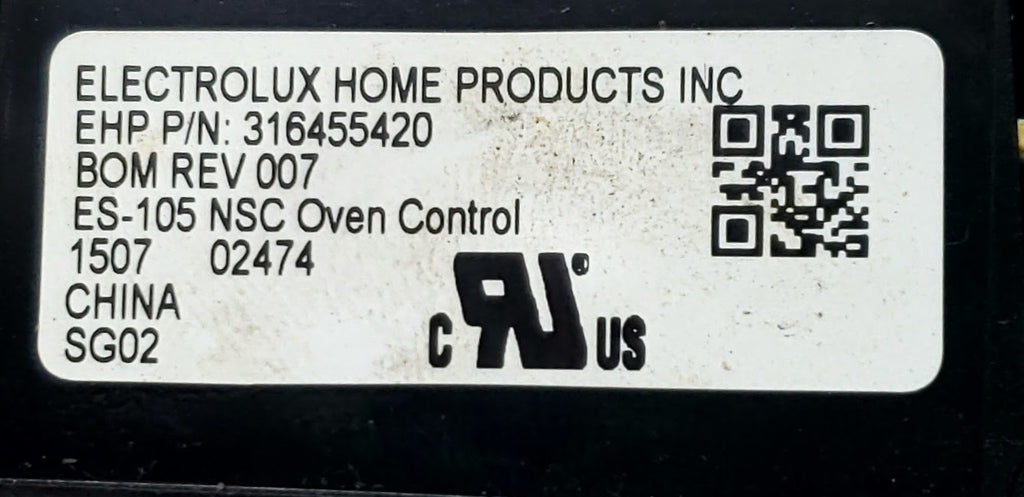 ELECTROLUX HOME PRODUCTS INC
EHP P/N: 316455420
BOM REV 007
ES-105 NSC Oven Control
1507 02474
CHINA
SG02
C RU ® US